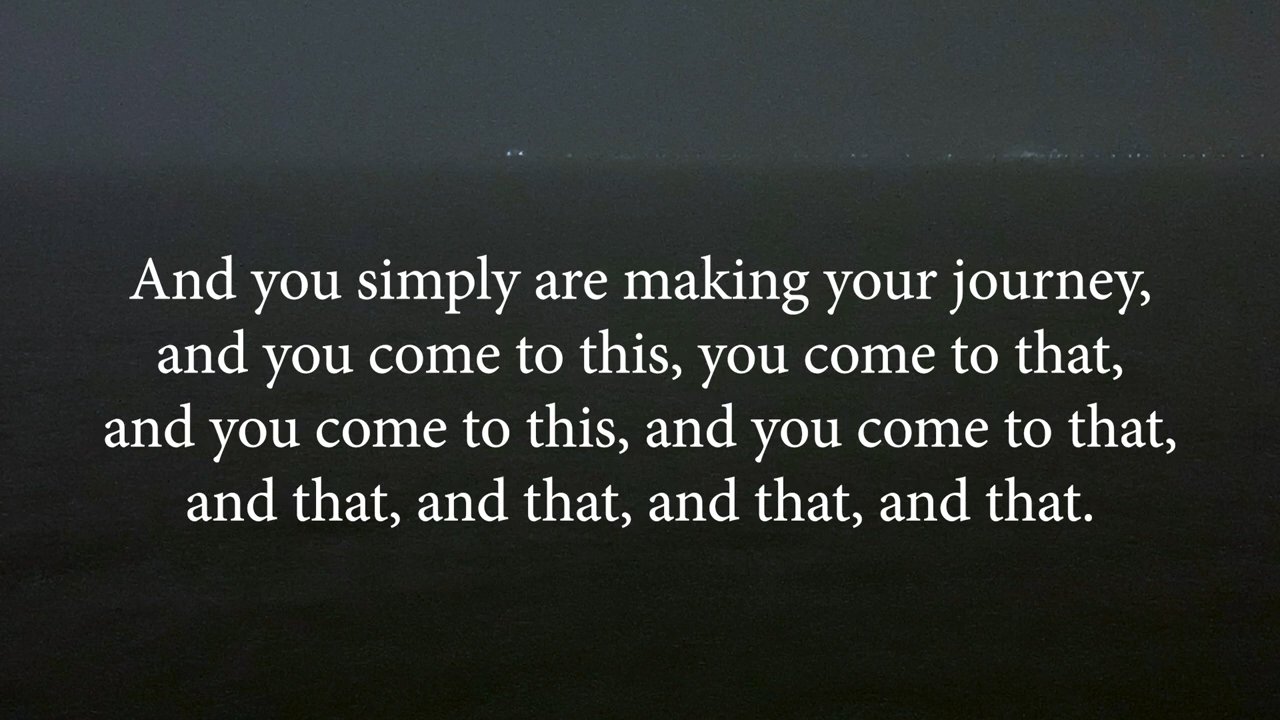 And you simply are making your journey,
and you come to this, you come to that,
and you come to this, and you come to that,
and that, and that, and that, and that.